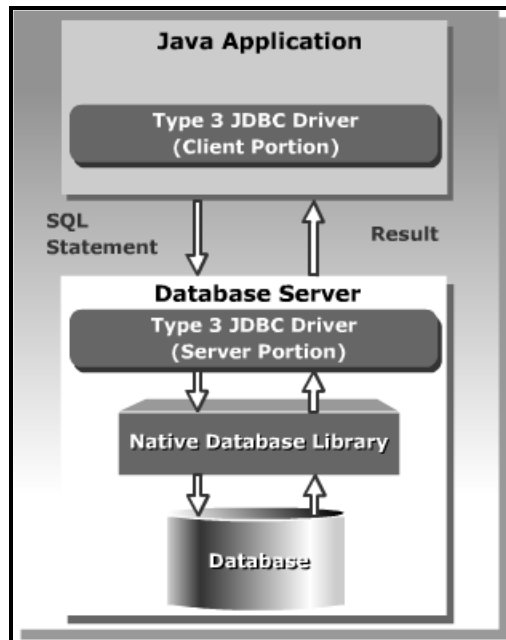 Java Application
Type 3 JDBC Driver
(Client Portion)
SQL
Statement
Result
Database Server
Type 3 JDBC Driver
(Server Portion)
Native Database Library
Database